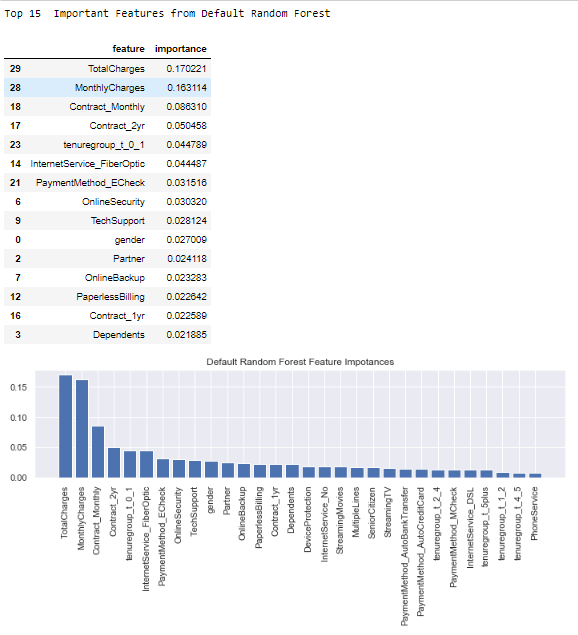 Top 15  Important Features from Default Random Forest
feature importance
29 TotalCharges 0.170221
28 MonthlyCharges 0.163114
18 Contract_Monthly 0.086310
17 Contract_2yr 0.050458
23 tenuregroup_t_0_1 0.044789
14 InternetService_FiberOptic 0.044487
21 PaymentMethod_ECheck 0.031516
6 OnlineSecurity 0.030320
9 TechSupport 0.028124
0 gender 0.027009
2 Partner 0.024118
7 OnlineBackup 0.023283
12 PaperlessBilling 0.022642
16 Contract_1yr 0.022589
3 Dependents 0.021885
Default Random Forest Feature Impotances
0.15
0.10
0.05
0.00
TotalCharges
MonthlyCharges
Contract_Monthly
Contract_2yr
tenuregroup_t_0_1
InternetService_FiberOptic
PaymentMethod_ECheck
OnlineSecurity
TechSupport
gender
Partner
OnlineBackup
PaperlessBilling
Contract_1yr
Dependents
DeviceProtection
InternetService_No
StreamingMovies
MultipleLines
SeniorCitizen
StreamingTV
PaymentMethod_AutoBankTransfer
PaymentMethod_AutoCreditCard
tenuregroup_t_2_4
PaymentMethod_MCheck
InternetService_DSL
tenuregroup_t_5plus
tenuregroup_t_1_2
tenuregroup_t_4_5
PhoneService